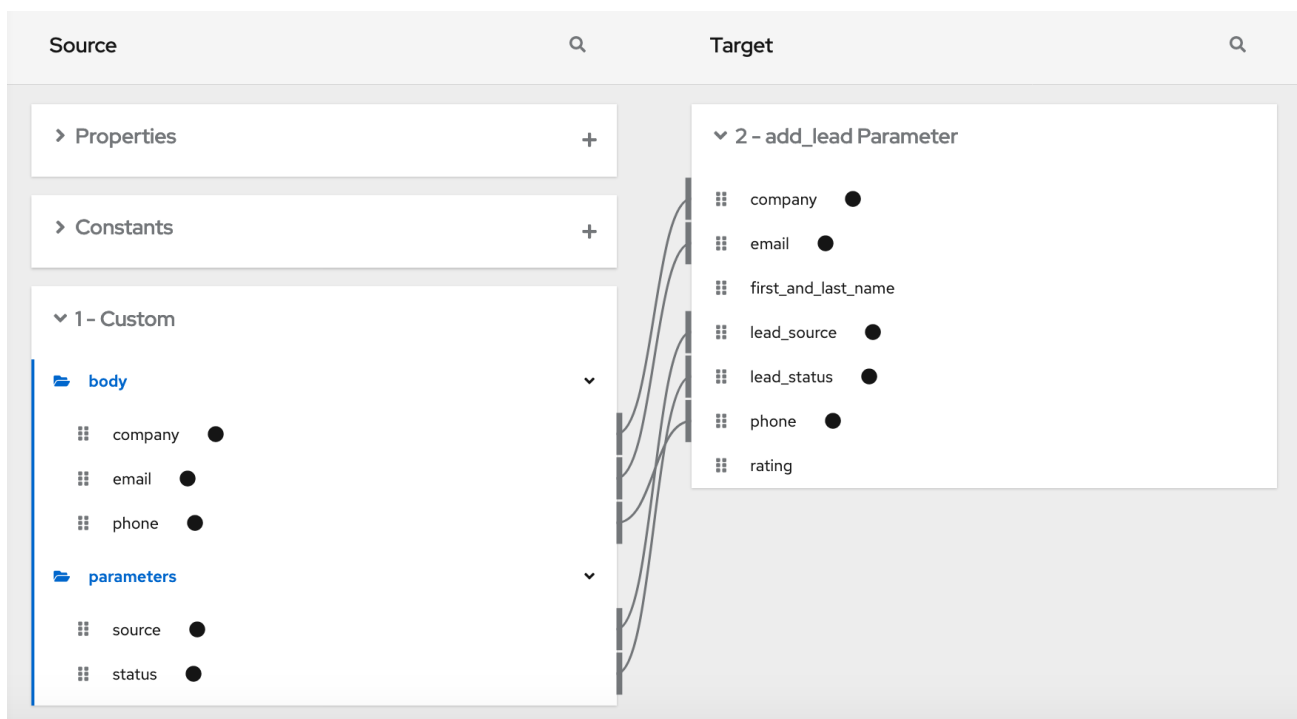 Source
Properties
Constants
1 - Custom
body
company
email
phone
parameters
source
status
Target
2 - add_lead Parameter
company
email
first_and_last_name
lead_source
lead_status
phone
rating